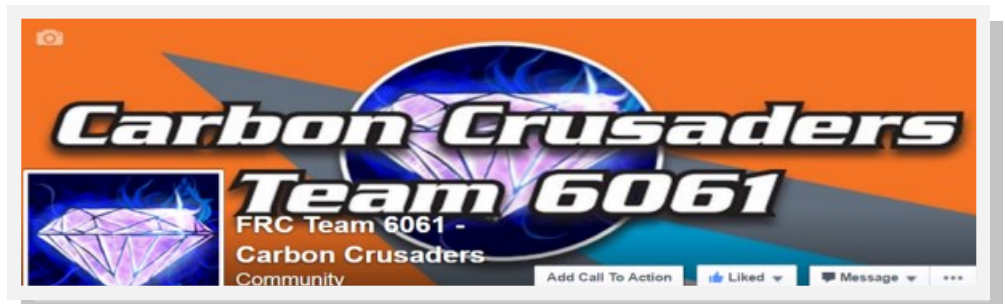 Carbon Crusaders
Team 6061
FRC Team 6061 -
Carbon Crusaders
Community
Add Call To Action
Liked
Message